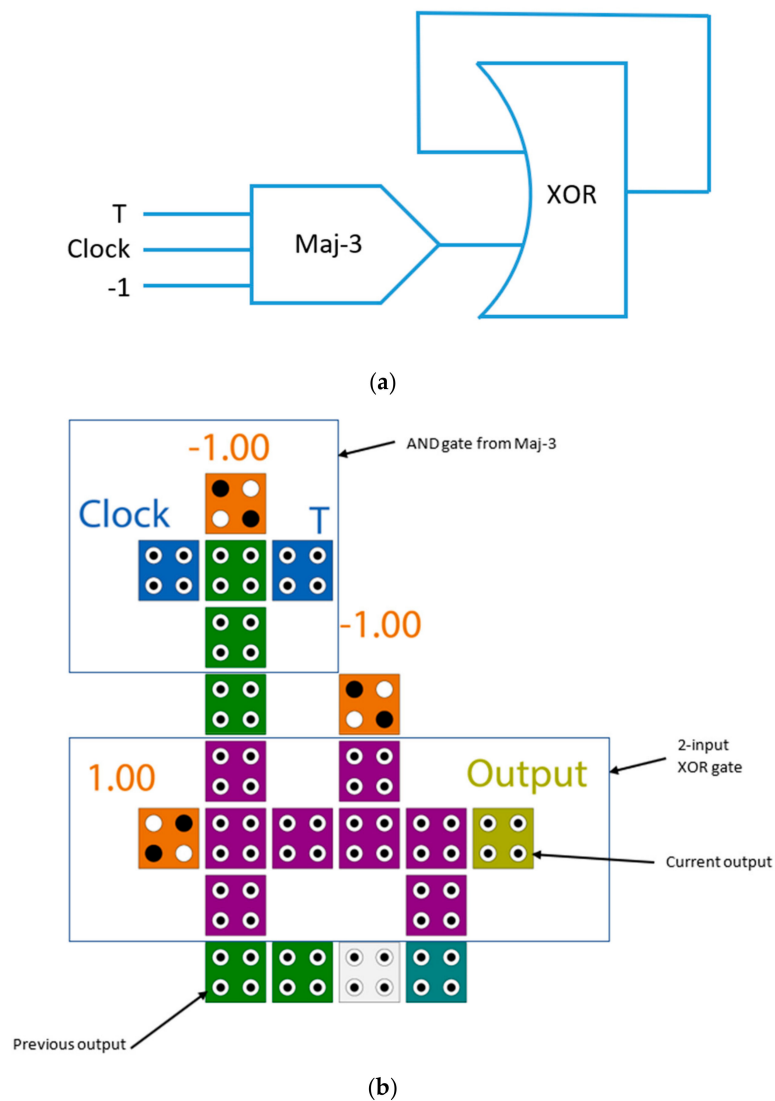 T
Clock
-1
Maj-3
XOR
(a)
-1.00
AND gate from Maj-3
Clock
T
-1.00
1.00
Output
2-input
XOR gate
Current output
Previous output
(b)